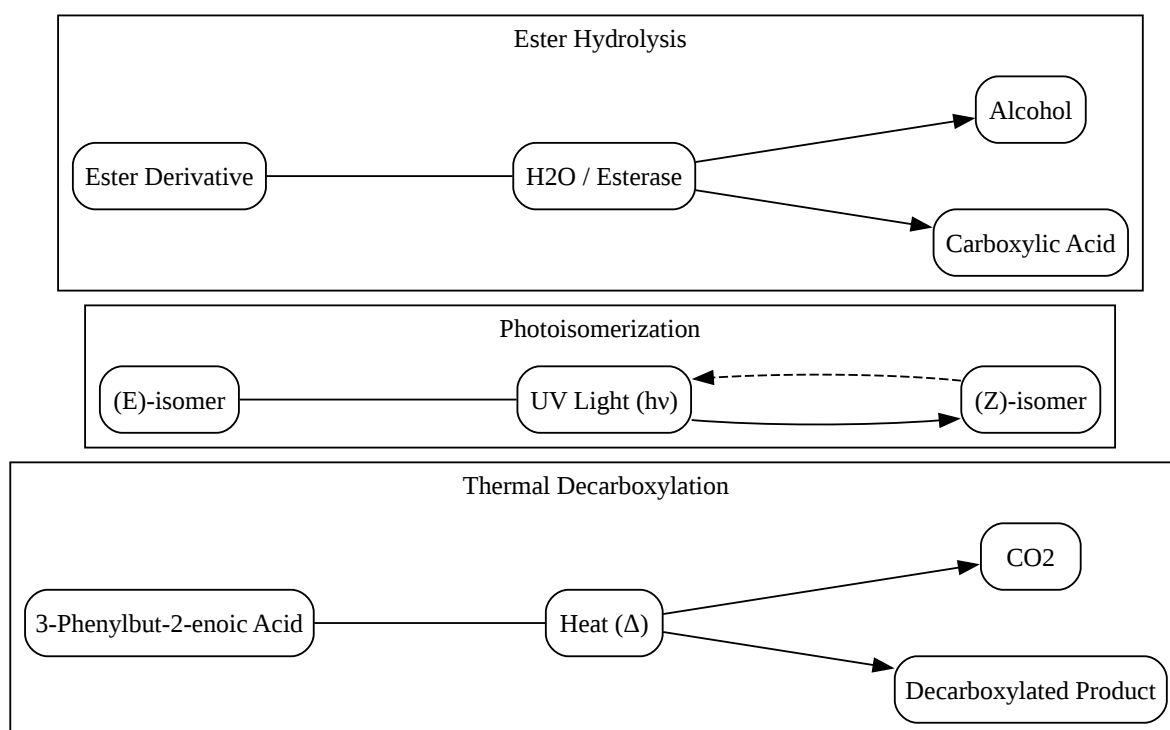 Ester Hydrolysis
Alcohol
Ester Derivative
H2O / Esterase
Carboxylic Acid
Photoisomerization
(E)-isomer
UV Light (hν)
(Z)-isomer
Thermal Decarboxylation
CO2
3-Phenylbut-2-enoic Acid
Heat (Δ)
Decarboxylated Product